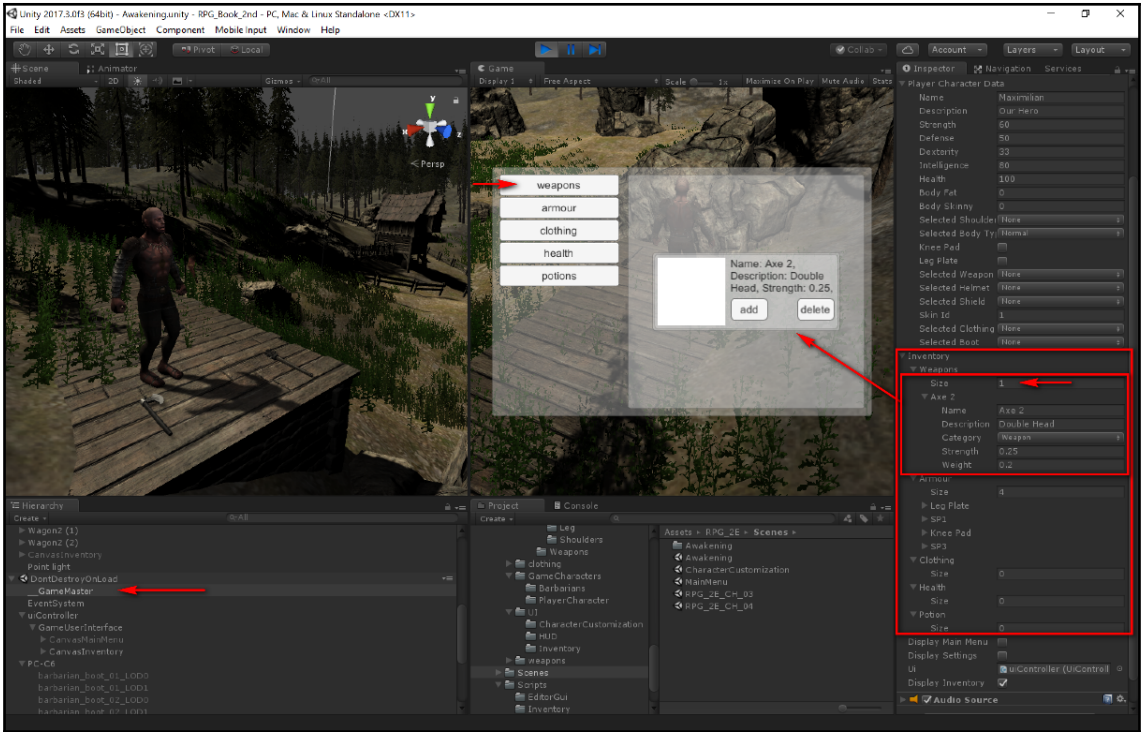 Unity 2017.3.0f3 (64bit) - Awakening.unity - RPG_Book_2nd - PC, Mac & Linux Standalone <DX11>
File Edit Assets GameObject Component Mobile Input Window Help
Pivot Local Collab Account Layers Layout
Scene Animator
Shaded 2D Gizmos All
Y
x
z
Persp
Game
Display 1 Free Aspect Scale 1x Maximize On Play Mute Audio Stats
weapons
armour
clothing
health
potions
Name: Axe 2,
Description: Double
Head, Strength: 0.25,
add delete
Inspector Navigation Services
Player Character Data
Name Maximilian
Description Our Hero
Strength 60
Defense 50
Dexterity 33
Intelligence 80
Health 100
Body Fat 0
Body Skinny 0
Selected Shoulder None
Selected Body Ty Normal
Knee Pad
Leg Plate
Selected Weapon None
Selected Helmet None
Selected Shield None
Skin Id 1
Selected Clothing None
Selected Boot None
Inventory
Weapons
Size 1
Axe 2
Name Axe 2
Description Double Head
Category Weapon
Strength 0.25
Weight 0.2
Armour
Size 4
Leg Plate
SP1
Knee Pad
SP3
Clothing
Size 0
Health
Size 0
Potion
Size 0
Display Main Menu
Display Settings
Ui uiController (UiControll
Display Inventory
Audio Source
Hierarchy
Create All
Wagon2 (1)
Wagon2 (2)
CanvasInventory
Point light
DontDestroyOnLoad
__GameMaster
EventSystem
uiController
GameUserInterface
CanvasMainMenu
CanvasInventory
PC-C6
barbarian_boot_01_LOD0
barbarian_boot_01_LOD1
barbarian_boot_02_LOD0
barbarian_boot_02_LOD1
Project Console
Create
Leg
Shoulders
Weapons
clothing
GameCharacters
Barbarians
PlayerCharacter
UI
CharacterCustomization
HUD
Inventory
weapons
Scenes
Scripts
EditorGui
Inventory
Assets RPG_2E Scenes
Awakening
Awakening
CharacterCustomization
MainMenu
RPG_2E_CH_03
RPG_2E_CH_04